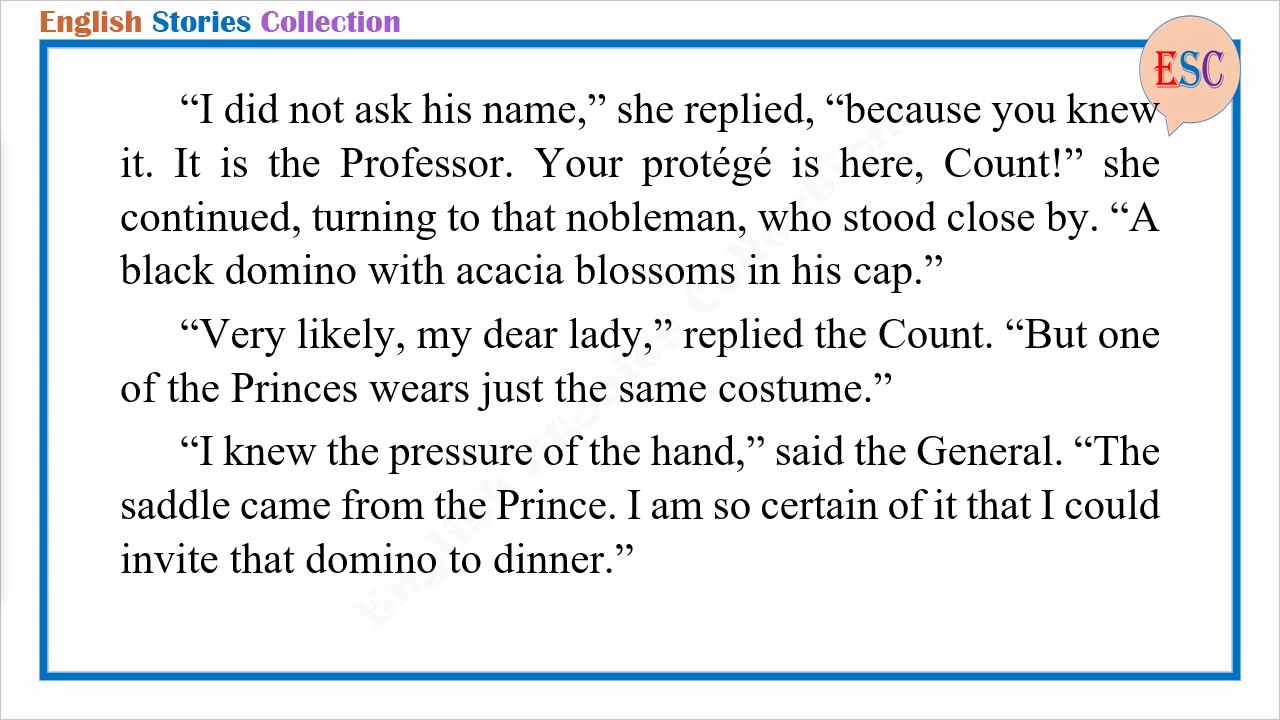 English Stories Collection
ESC
“I did not ask his name,” she replied, “because you knew
it. It is the Professor. Your protégé is here, Count!” she
continued, turning to that nobleman, who stood close by. “A
black domino with acacia blossoms in his cap.”
“Very likely, my dear lady,” replied the Count. “But one
of the Princes wears just the same costume.”
“I knew the pressure of the hand,” said the General. “The
saddle came from the Prince. I am so certain of it that I could
invite that domino to dinner.”
English Stories Collection